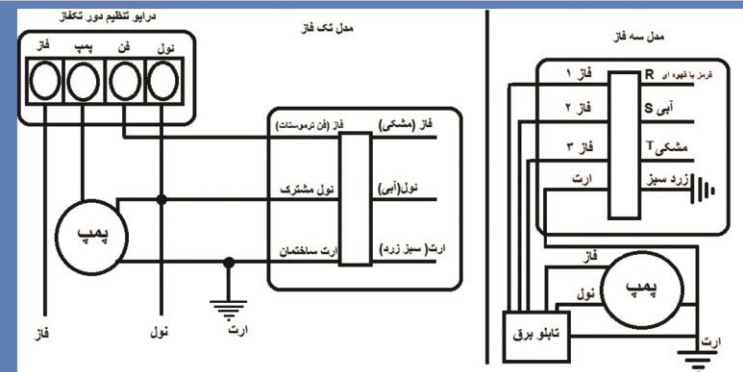 مدل سه فاز
قرمز یا قهوه ای R فاز ۱
آبی S فاز ۲
مشکی T فاز ۳
زرد سبز ارت
فاز
پمپ
نول
تابلو برق
ارت
درایو تنظیم دور تکفاز
مدل تک فاز
نول فن پمپ فاز
فاز (مشکی) فاز (فن ترموستات)
نول(آبی) نول مشترک
پمپ
ارت( سبز زرد) ارت ساختمان
ارت
نول
فاز